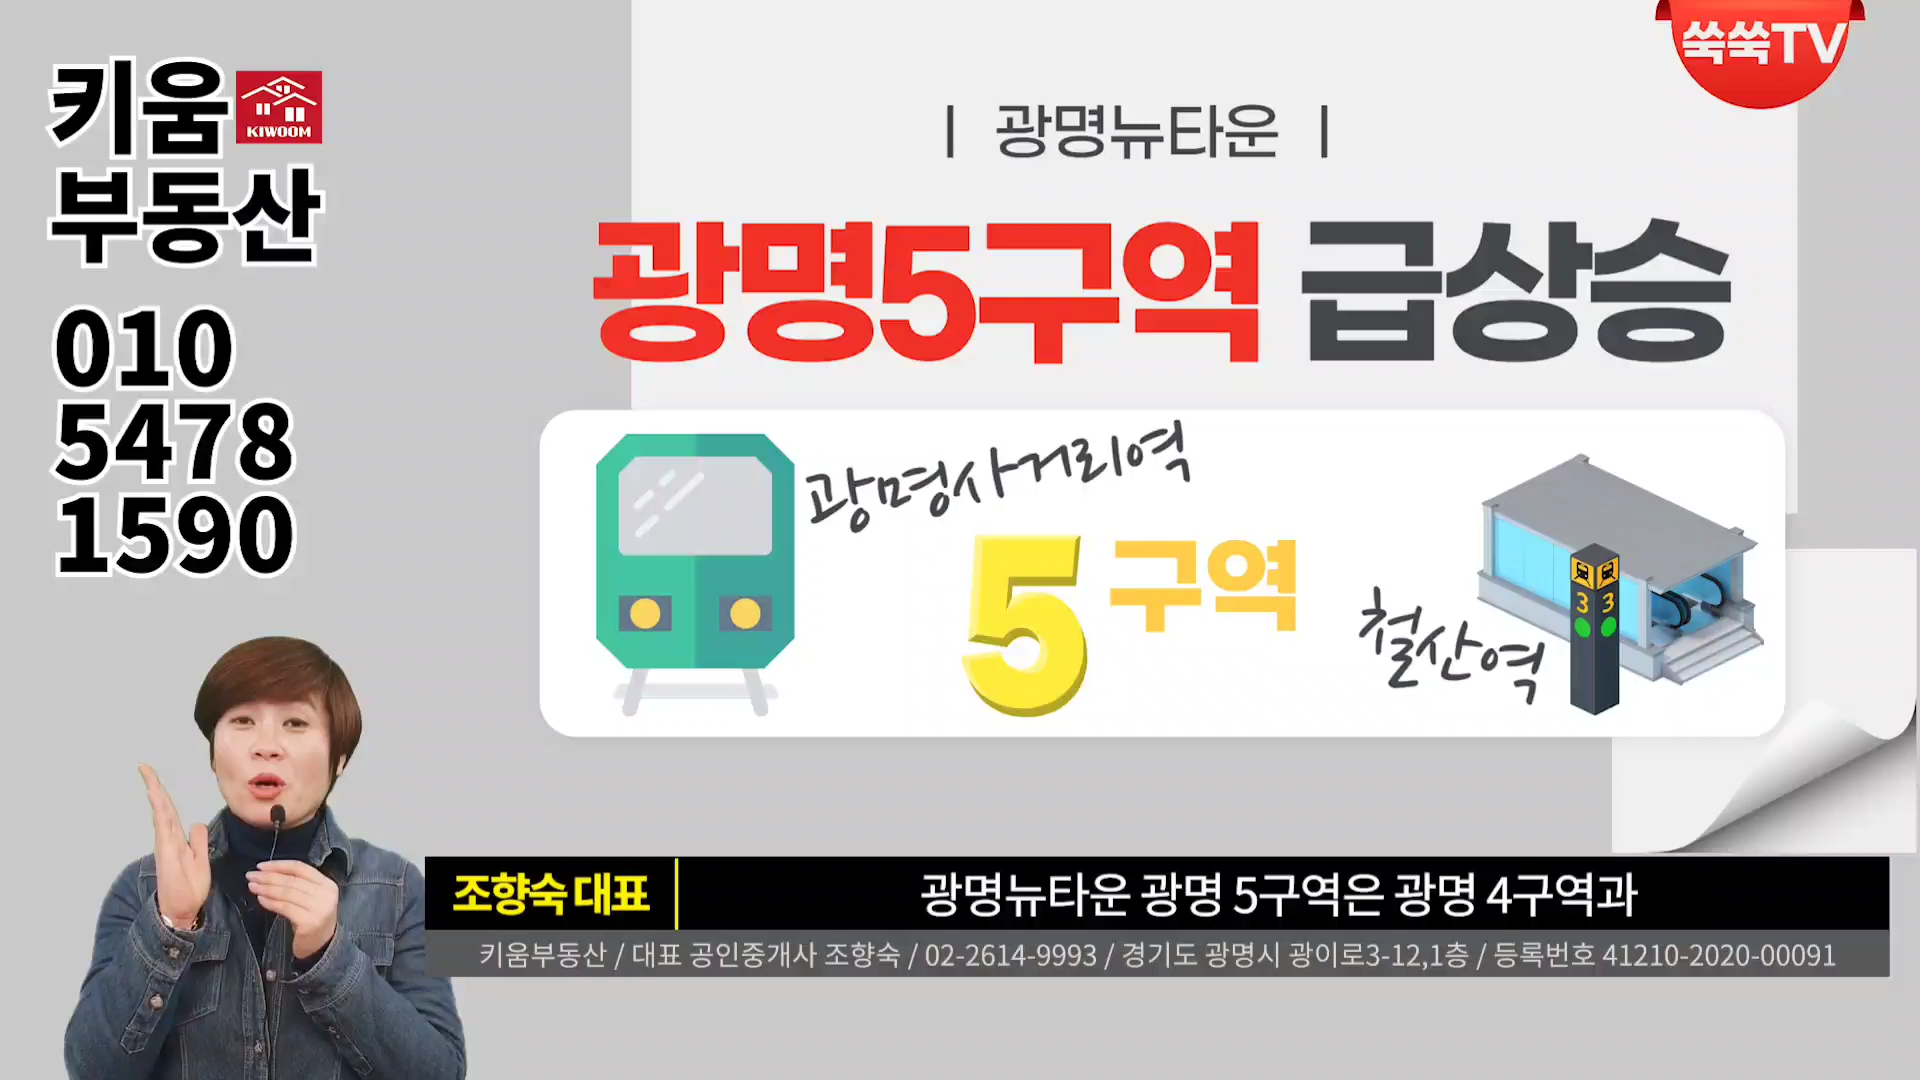 키움
KIWOOM
부동산
010
5478
1590
쑥쑥TV
| 광명뉴타운 |
광명5구역 급상승
광명사거리역
5구역
철산역
3 3
조향숙 대표
광명뉴타운 광명 5구역은 광명 4구역과
키움부동산 / 대표 공인중개사 조향숙 / 02-2614-9993 / 경기도 광명시 광이로3-12,1층 / 등록번호 41210-2020-00091